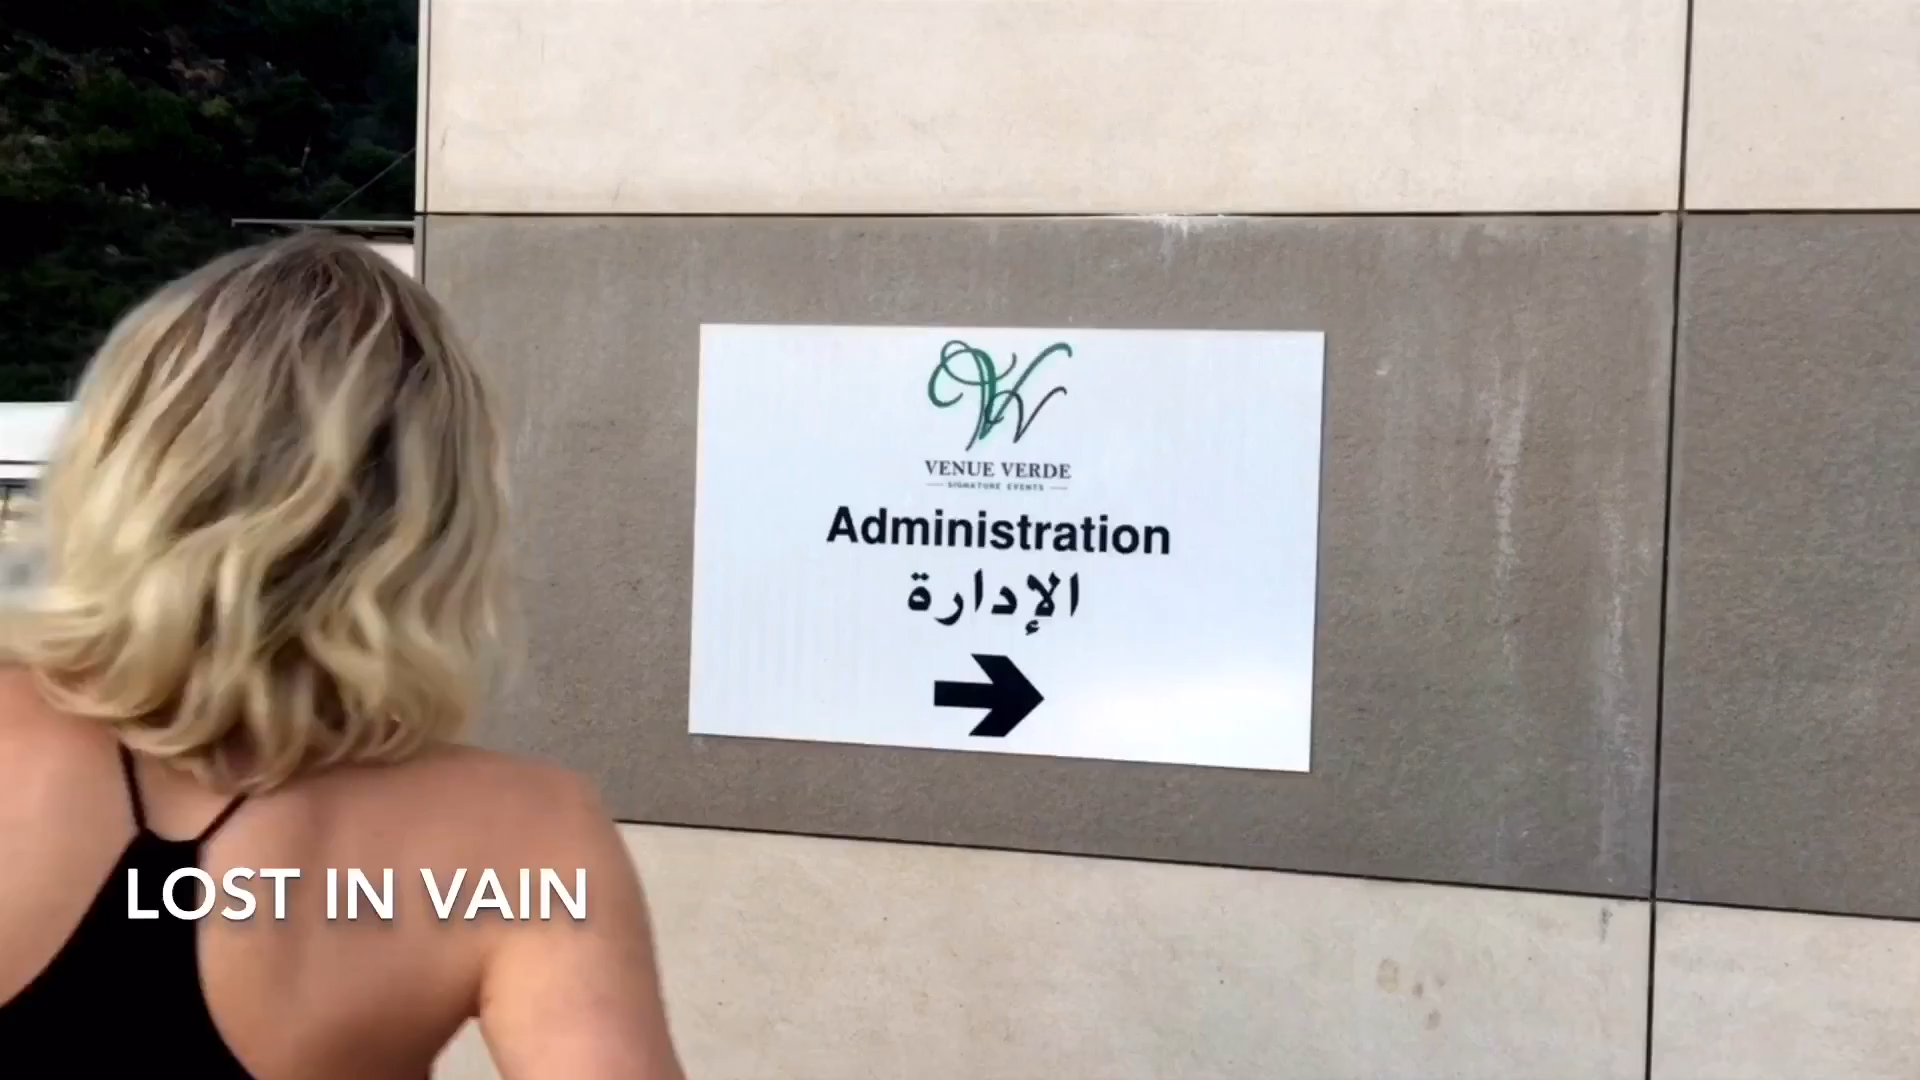 VENUE VERDE
SIGNATURE EVENTS
Administration
الإدارة
LOST IN VAIN